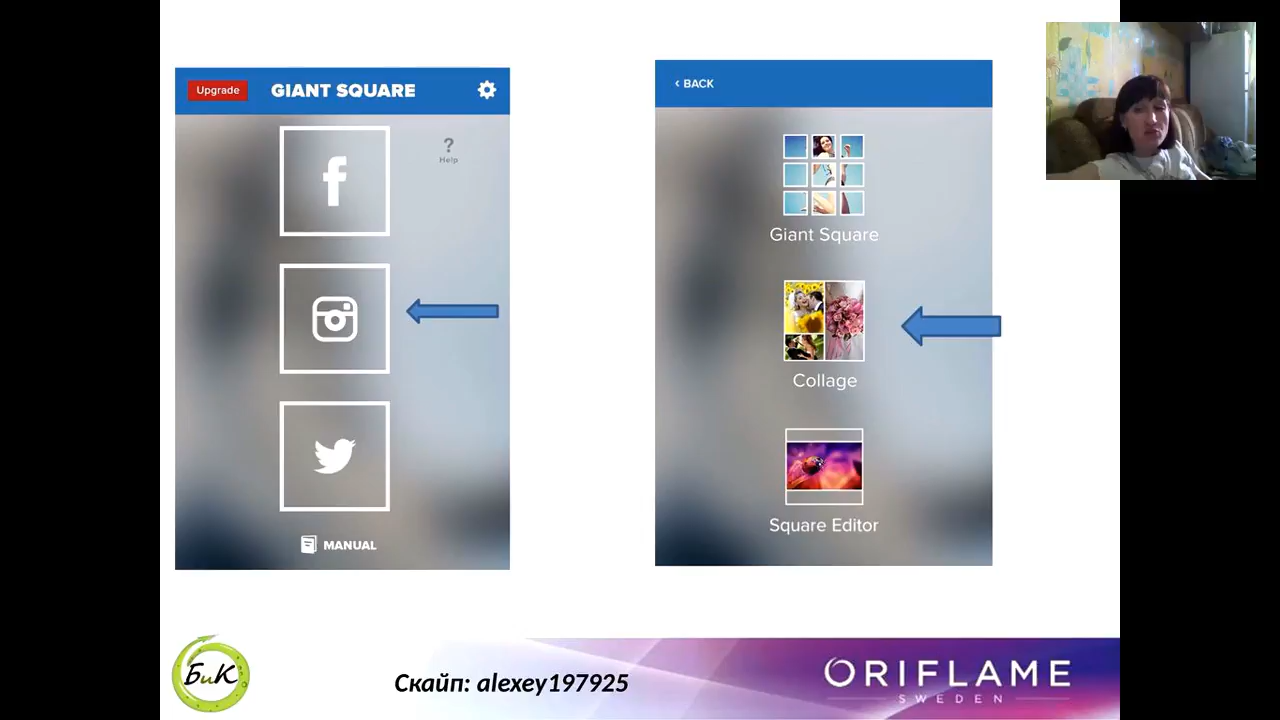 Upgrade
GIANT SQUARE
?
Help
MANUAL
‹ BACK
Giant Square
Collage
Square Editor
БиК
Скайп: alexey197925
ORIFLAME
SWEDEN